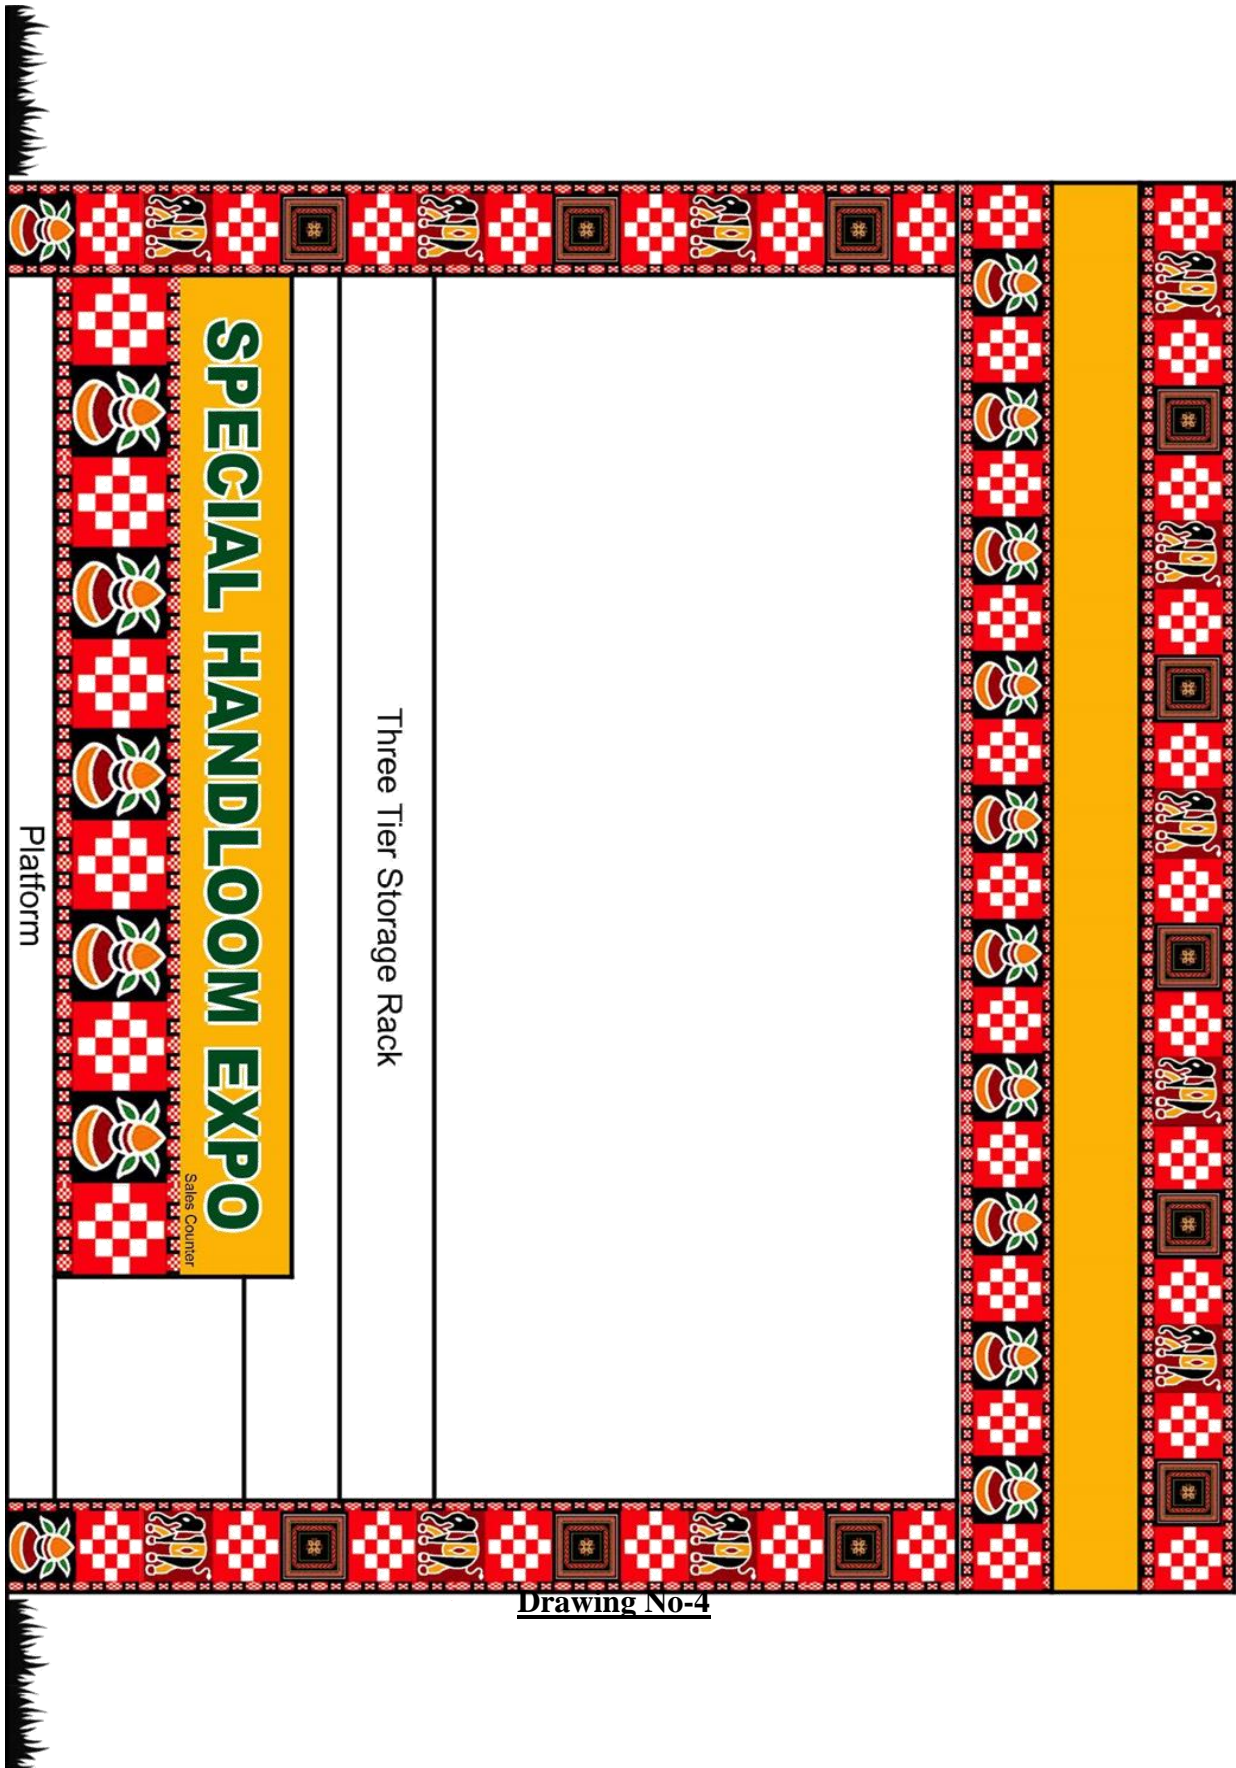 Three Tier Storage Rack
SPECIAL HANDLOOM EXPO
Sales Counter
Platform
Drawing No-4